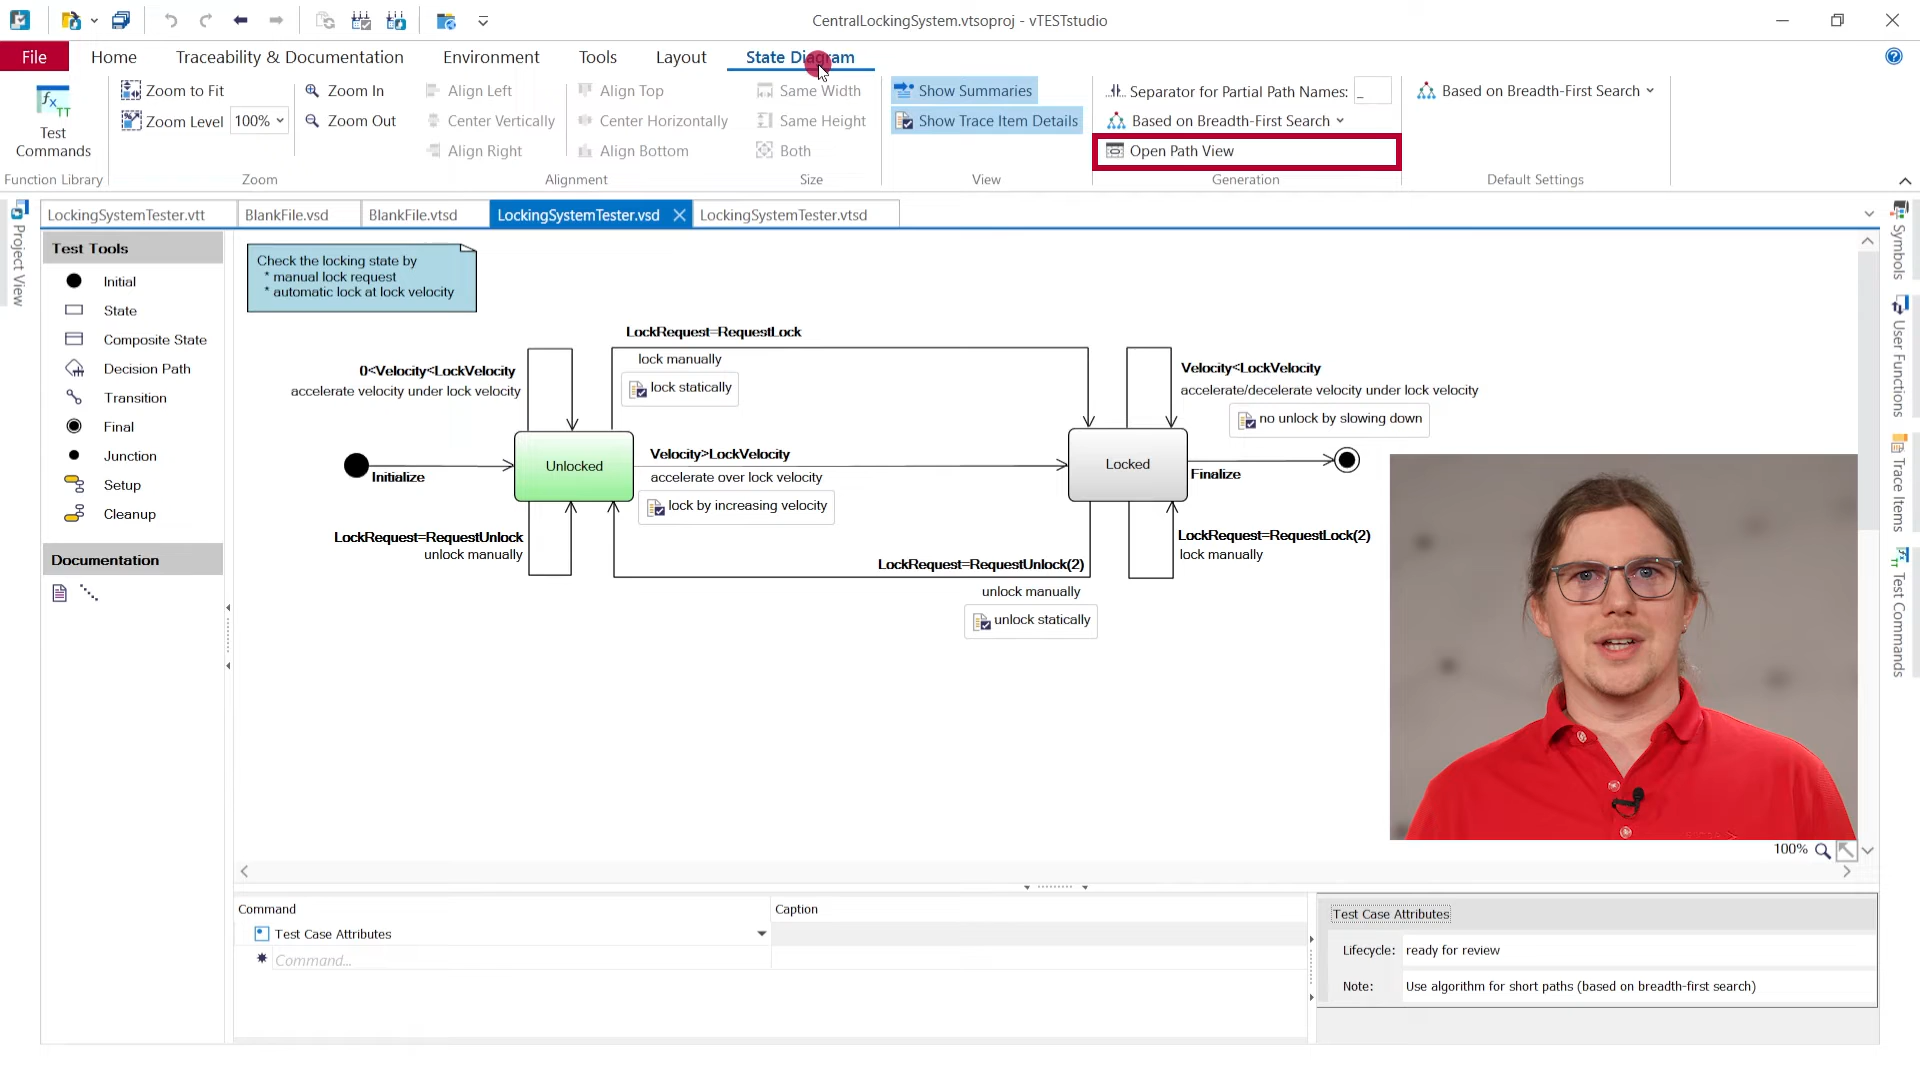 CentralLockingSystem.vtsoproj - vTESTstudio
File
Home
Traceability & Documentation
Environment
Tools
Layout
State Diagram
fx
TT
Test
Commands
Function Library
Zoom to Fit
Zoom Level
100%
Zoom In
Zoom Out
Zoom
Align Left
Center Vertically
Align Right
Align Top
Center Horizontally
Align Bottom
Alignment
Same Width
Same Height
Both
Size
Show Summaries
Show Trace Item Details
View
Separator for Partial Path Names: _
Based on Breadth-First Search
Open Path View
Generation
Based on Breadth-First Search
Default Settings
LockingSystemTester.vtt
BlankFile.vsd
BlankFile.vtsd
LockingSystemTester.vsd
LockingSystemTester.vtsd
Project View
Test Tools
Initial
State
Composite State
Decision Path
Transition
Final
Junction
Setup
Cleanup
Documentation
Check the locking state by
* manual lock request
* automatic lock at lock velocity
LockRequest=RequestLock
lock manually
lock statically
0<Velocity<LockVelocity
accelerate velocity under lock velocity
Velocity<LockVelocity
accelerate/decelerate velocity under lock velocity
no unlock by slowing down
Initialize
Unlocked
Velocity>LockVelocity
accelerate over lock velocity
lock by increasing velocity
Locked
Finalize
LockRequest=RequestUnlock
unlock manually
LockRequest=RequestUnlock(2)
unlock manually
unlock statically
LockRequest=RequestLock(2)
lock manually
Symbols
User Functions
Trace Items
Test Commands
100%
Command
Caption
Test Case Attributes
Command...
Test Case Attributes
Lifecycle:
ready for review
Note:
Use algorithm for short paths (based on breadth-first search)